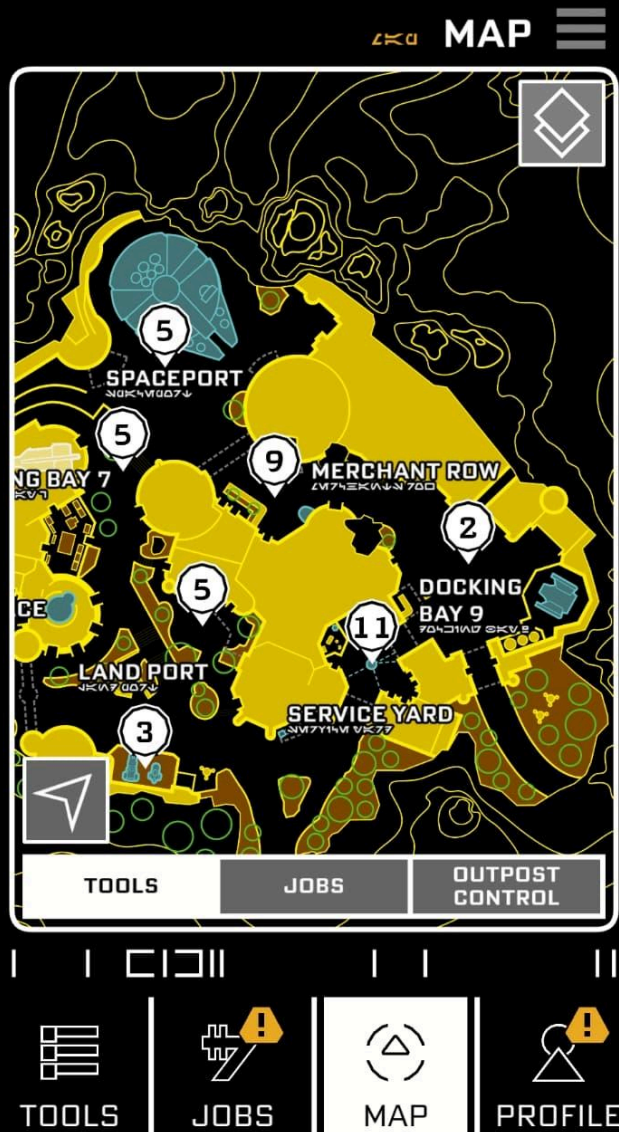 MAP
5
SPACEPORT
5
9
NG BAY 7
MERCHANT ROW
2
5
DOCKING
BAY 9
CE
11
LAND PORT
SERVICE YARD
3
TOOLS
JOBS
OUTPOST
CONTROL
!
!
TOOLS
JOBS
MAP
PROFILE